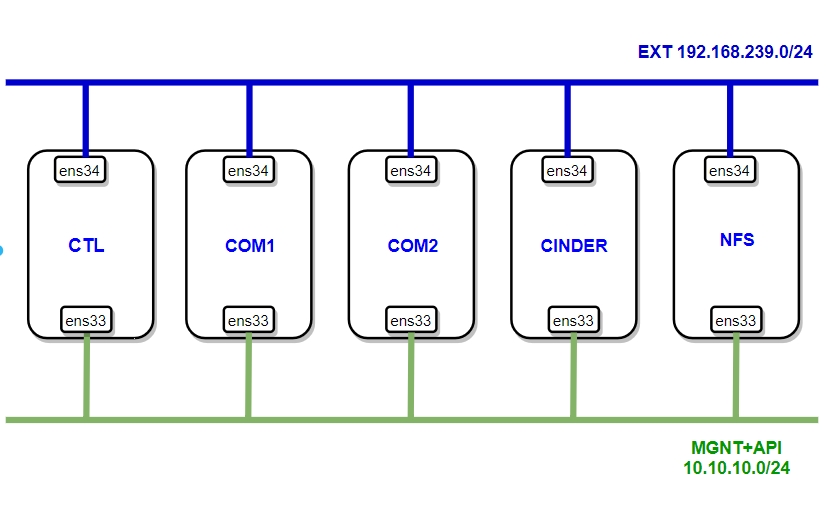 EXT 192.168.239.0/24
ens34
ens34
ens34
ens34
ens34
CTL
COM1
COM2
CINDER
NFS
ens33
ens33
ens33
ens33
ens33
MGNT+API
10.10.10.0/24